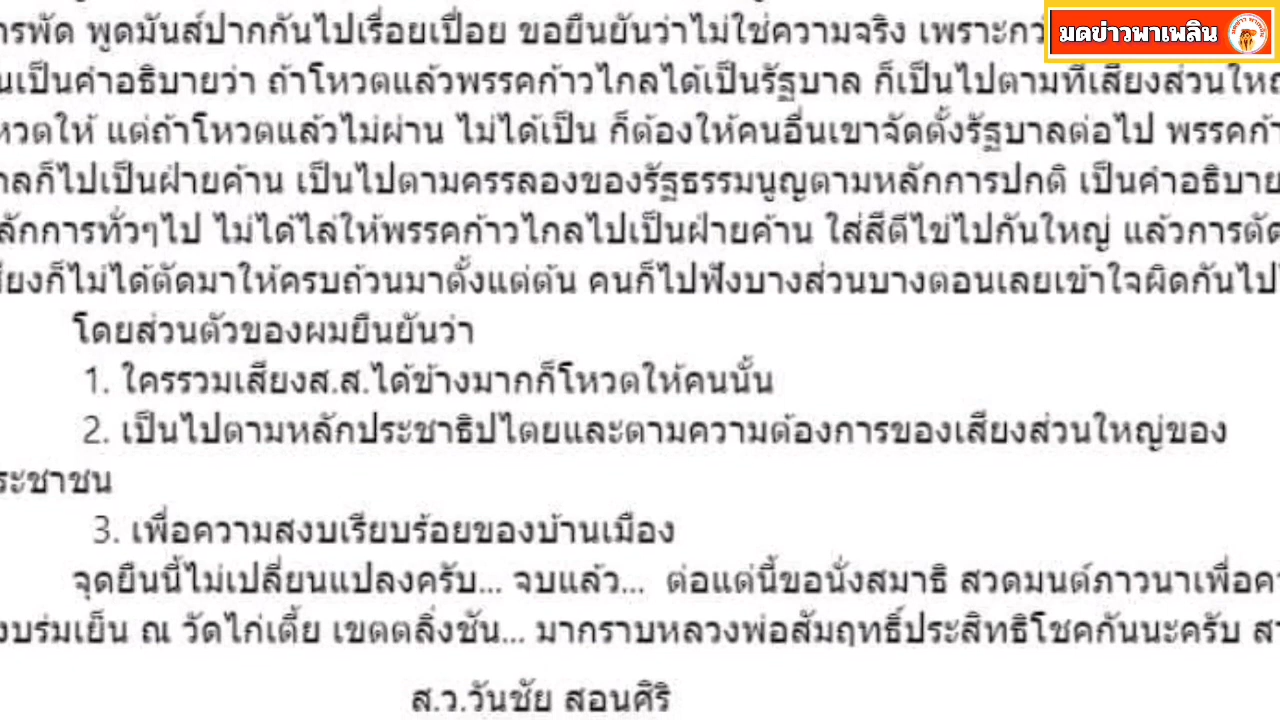 มดข่าวพาเพลิน
รพัด พูดมันส์ปากกันไปเรื่อยเปื่อย ขอยืนยันว่าไม่ใช่ความจริง เพราะ
นเป็นคำอธิบายว่า ถ้าโหวตแล้วพรรคก้าวไกลได้เป็นรัฐบาล ก็เป็นไปตามที่เสียงส่วนใหญ่
หวตให้ แต่ถ้าโหวตแล้วไม่ผ่าน ไม่ได้เป็น ก็ต้องให้คนอื่นเขาจัดตั้งรัฐบาลต่อไป พรรคก้า
ลก็ไปเป็นฝ่ายค้าน เป็นไปตามครรลองของรัฐธรรมนูญตามหลักการปกติ เป็นคำอธิบาย
ลักการทั่วๆไป ไม่ได้ไล่ให้พรรคก้าวไกลไปเป็นฝ่ายค้าน ใส่สีตีไข่ไปกันใหญ่ แล้วการตัด
สียงก็ไม่ได้ตัดมาให้ครบถ้วนมาตั้งแต่ต้น คนก็ไปฟังบางส่วนบางตอนเลยเข้าใจผิดกันไป
โดยส่วนตัวของผมยืนยันว่า
1. ใครรวมเสียงส.ส.ได้ข้างมากก็โหวตให้คนนั้น
2. เป็นไปตามหลักประชาธิปไตยและตามความต้องการของเสียงส่วนใหญ่ของ
ระชาชน
3. เพื่อความสงบเรียบร้อยของบ้านเมือง
จุดยืนนี้ไม่เปลี่ยนแปลงครับ... จบแล้ว... ต่อแต่นี้ขอนั่งสมาธิ สวดมนต์ภาวนาเพื่อคว
งบร่มเย็น ณ วัดไก่เตี้ย เขตตลิ่งชัน... มากราบหลวงพ่อสัมฤทธิ์ประสิทธิโชคกันนะครับ สา
ส.ว.วันชัย สอนศิริ